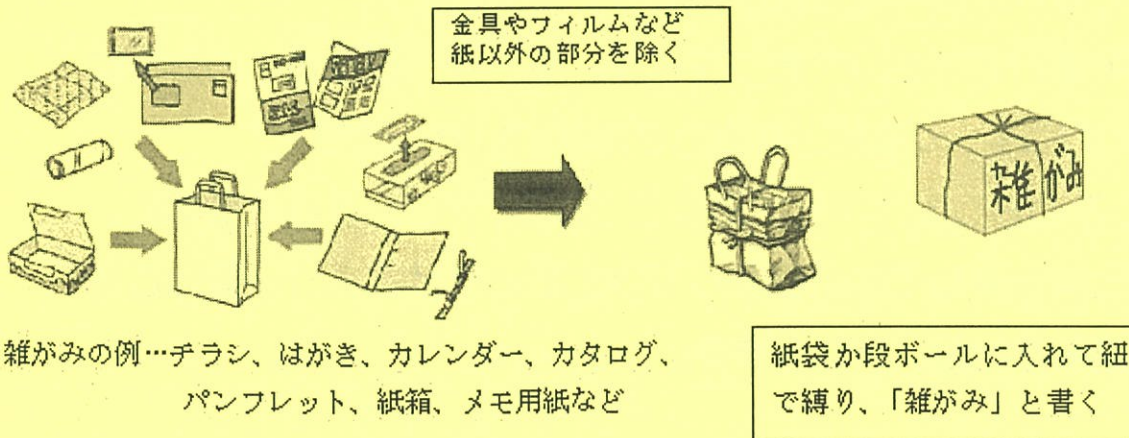 金具やフィルムなど
紙以外の部分を除く
雑がみ
雑がみの例…チラシ、はがき、カレンダー、カタログ、
パンフレット、紙箱、メモ用紙など
紙袋か段ボールに入れて紐
で縛り、「雑がみ」と書く